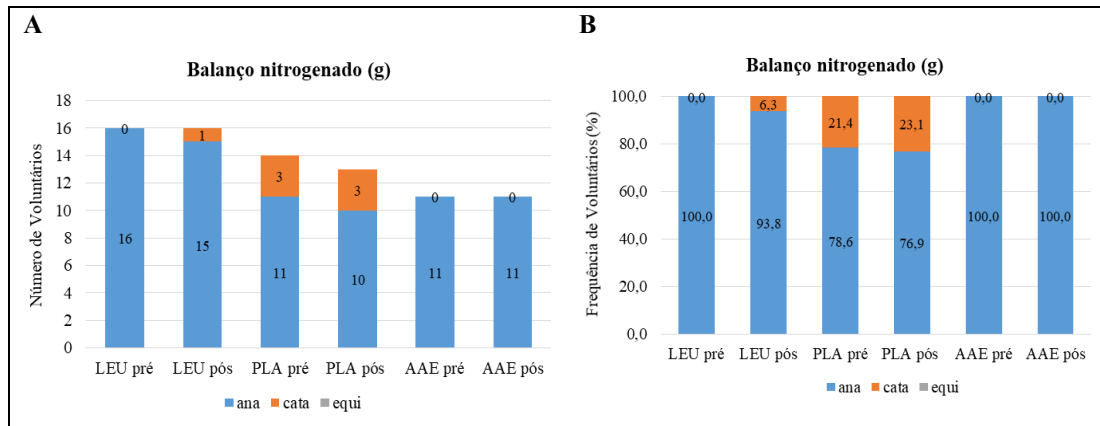 A
Balanço nitrogenado (g)
Número de Voluntários
18
16
14
12
10
8
6
4
2
0
0
1
3
3
0
0
16
15
11
10
11
11
LEU pré
LEU pós
PLA pré
PLA pós
AAE pré
AAE pós
ana
cata
equi
B
Balanço nitrogenado (g)
Frequência de Voluntários (%)
100,0
80,0
60,0
40,0
20,0
0,0
0,0
6,3
21,4
23,1
0,0
0,0
100,0
93,8
78,6
76,9
100,0
100,0
LEU pré
LEU pós
PLA pré
PLA pós
AAE pré
AAE pós
ana
cata
equi